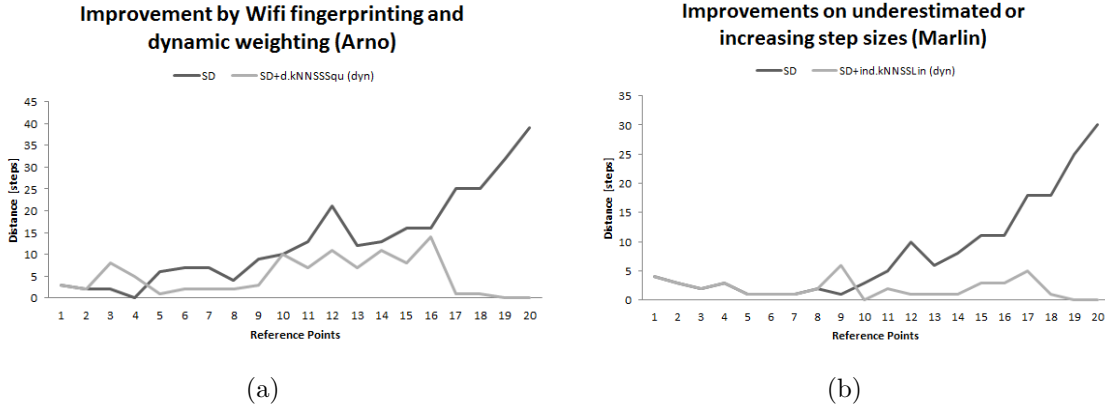 Improvement by Wifi fingerprinting and
dynamic weighting (Arno)
SD SD+d.kNNSSSqu (dyn)
45
40
35
30
25
20
15
10
5
0
Distance [steps]
1 2 3 4 5 6 7 8 9 10 11 12 13 14 15 16 17 18 19 20
Reference Points
(a)
Improvements on underestimated or
increasing step sizes (Marlin)
SD SD+ind.kNNSSLin (dyn)
35
30
25
20
15
10
5
0
Distance [steps]
1 2 3 4 5 6 7 8 9 10 11 12 13 14 15 16 17 18 19 20
Reference Points
(b)